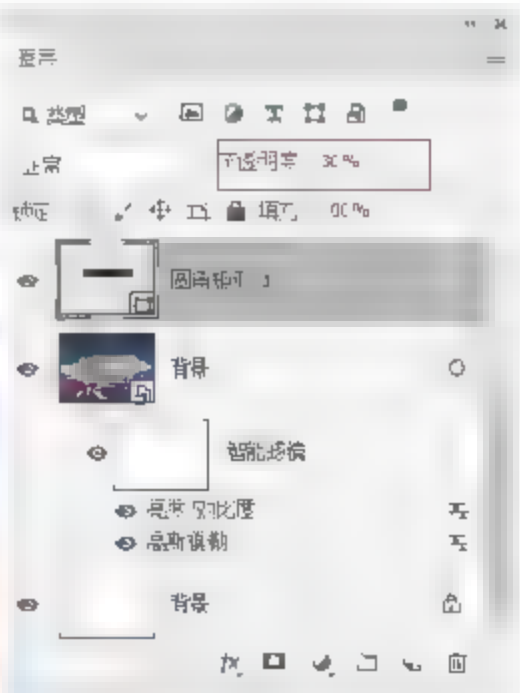 图层
类型
正常 不透明度 30%
锁定 填充
圆角矩形 1
背景
智能滤镜
亮度/对比度
高斯模糊
背景
fx